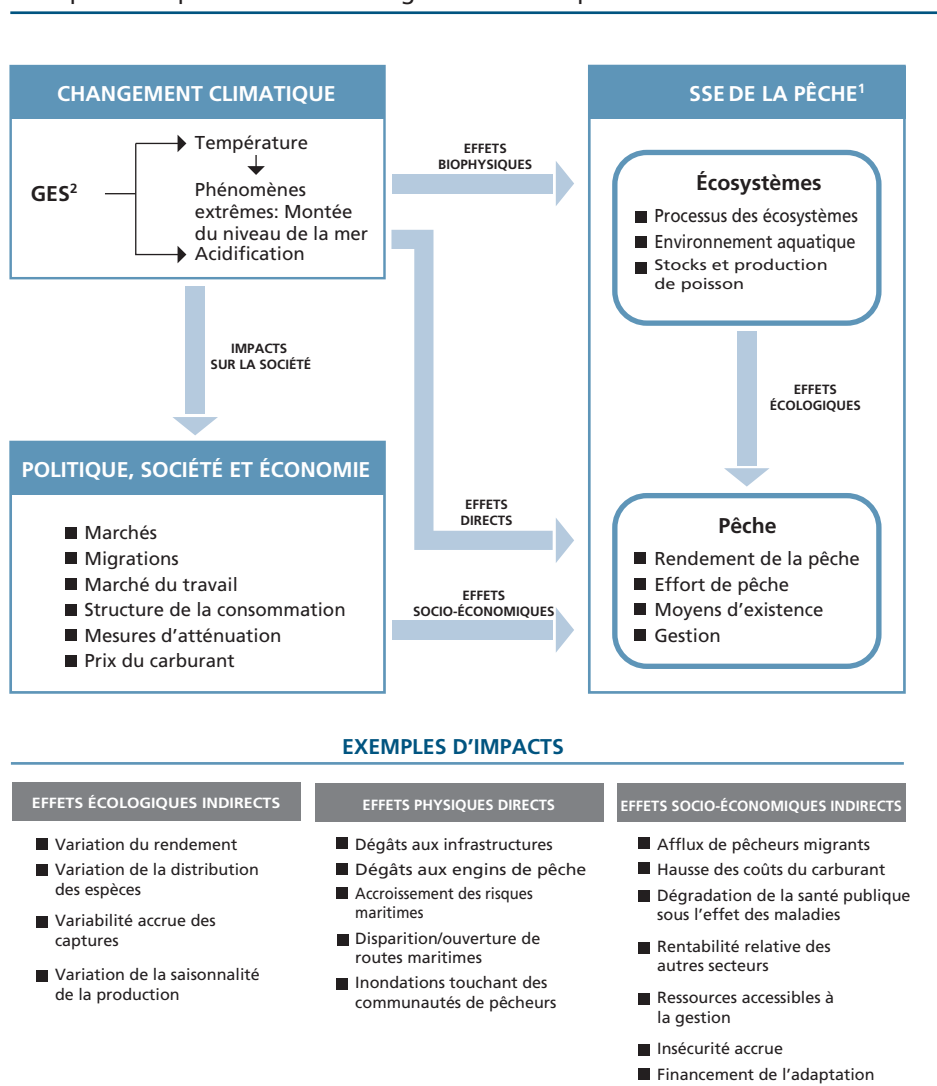 CHANGEMENT CLIMATIQUE
GES²
Température
Phénomènes
extrêmes: Montée
du niveau de la mer
Acidification
EFFETS
BIOPHYSIQUES
SSE DE LA PÊCHE¹
Écosystèmes
Processus des écosystèmes
Environnement aquatique
Stocks et production
de poisson
IMPACTS
SUR LA SOCIÉTÉ
EFFETS
ÉCOLOGIQUES
POLITIQUE, SOCIÉTÉ ET ÉCONOMIE
Marchés
Migrations
Marché du travail
Structure de la consommation
Mesures d'atténuation
Prix du carburant
EFFETS
DIRECTS
EFFETS
SOCIO-ÉCONOMIQUES
Pêche
Rendement de la pêche
Effort de pêche
Moyens d'existence
Gestion
EXEMPLES D'IMPACTS
EFFETS ÉCOLOGIQUES INDIRECTS
Variation du rendement
Variation de la distribution
des espèces
Variabilité accrue des
captures
Variation de la saisonnalité
de la production
EFFETS PHYSIQUES DIRECTS
Dégâts aux infrastructures
Dégâts aux engins de pêche
Accroissement des risques
maritimes
Disparition/ouverture de
routes maritimes
Inondations touchant des
communautés de pêcheurs
EFFETS SOCIO-ÉCONOMIQUES INDIRECTS
Afflux de pêcheurs migrants
Hausse des coûts du carburant
Dégradation de la santé publique
sous l'effet des maladies
Rentabilité relative des
autres secteurs
Ressources accessibles à
la gestion
Insécurité accrue
Financement de l'adaptation